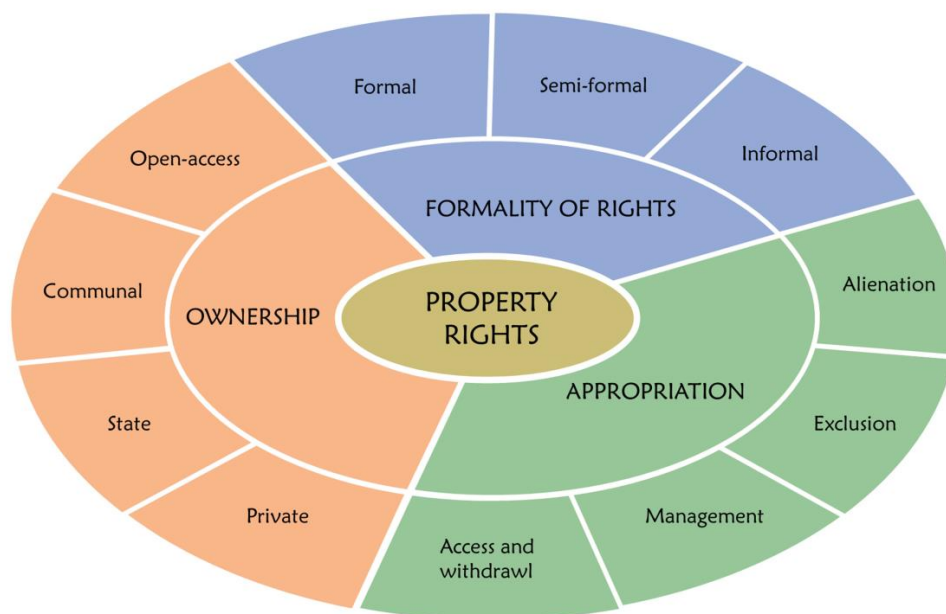 Formal
Semi-formal
Informal
Open-access
FORMALITY OF RIGHTS
Alienation
Communal
OWNERSHIP
PROPERTY
RIGHTS
APPROPRIATION
State
Exclusion
Private
Management
Access and
withdrawl